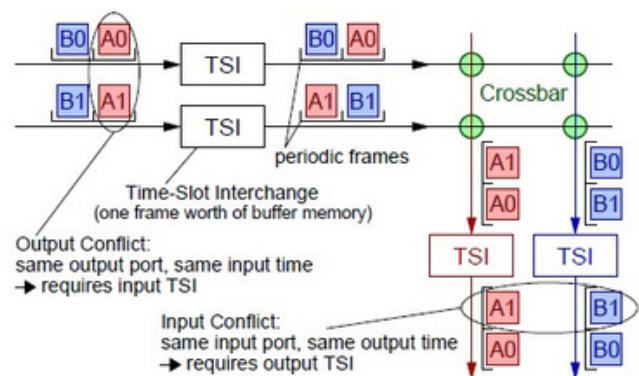 B0 A0 TSI B0 A0
Crossbar
B1 A1 TSI A1 B1
periodic frames
A1 B0
Time-Slot Interchange
(one frame worth of buffer memory)
A0 B1
Output Conflict:
same output port, same input time
→ requires input TSI
TSI TSI
Input Conflict:
same input port, same output time
→ requires output TSI
A1 B1
A0 B0